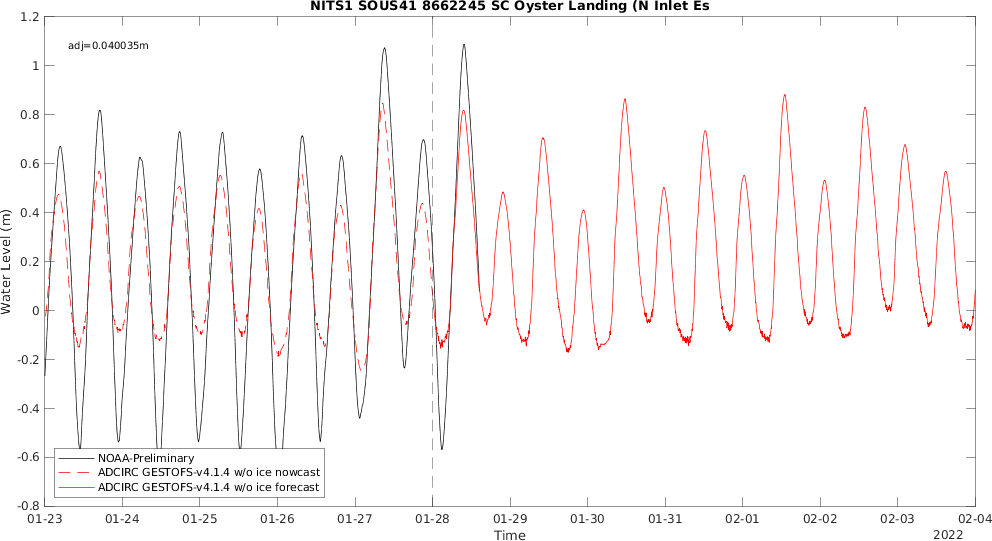 NITS1 SOUS41 8662245 SC Oyster Landing (N Inlet Es
adj=0.040035m
Water Level (m)
1.2
1
0.8
0.6
0.4
0.2
0
-0.2
-0.4
-0.6
-0.8
NOAA-Preliminary
ADCIRC GESTOFS-v4.1.4 w/o ice nowcast
ADCIRC GESTOFS-v4.1.4 w/o ice forecast
01-23 01-24 01-25 01-26 01-27 01-28 01-29 01-30 01-31 02-01 02-02 02-03 02-04
Time
2022